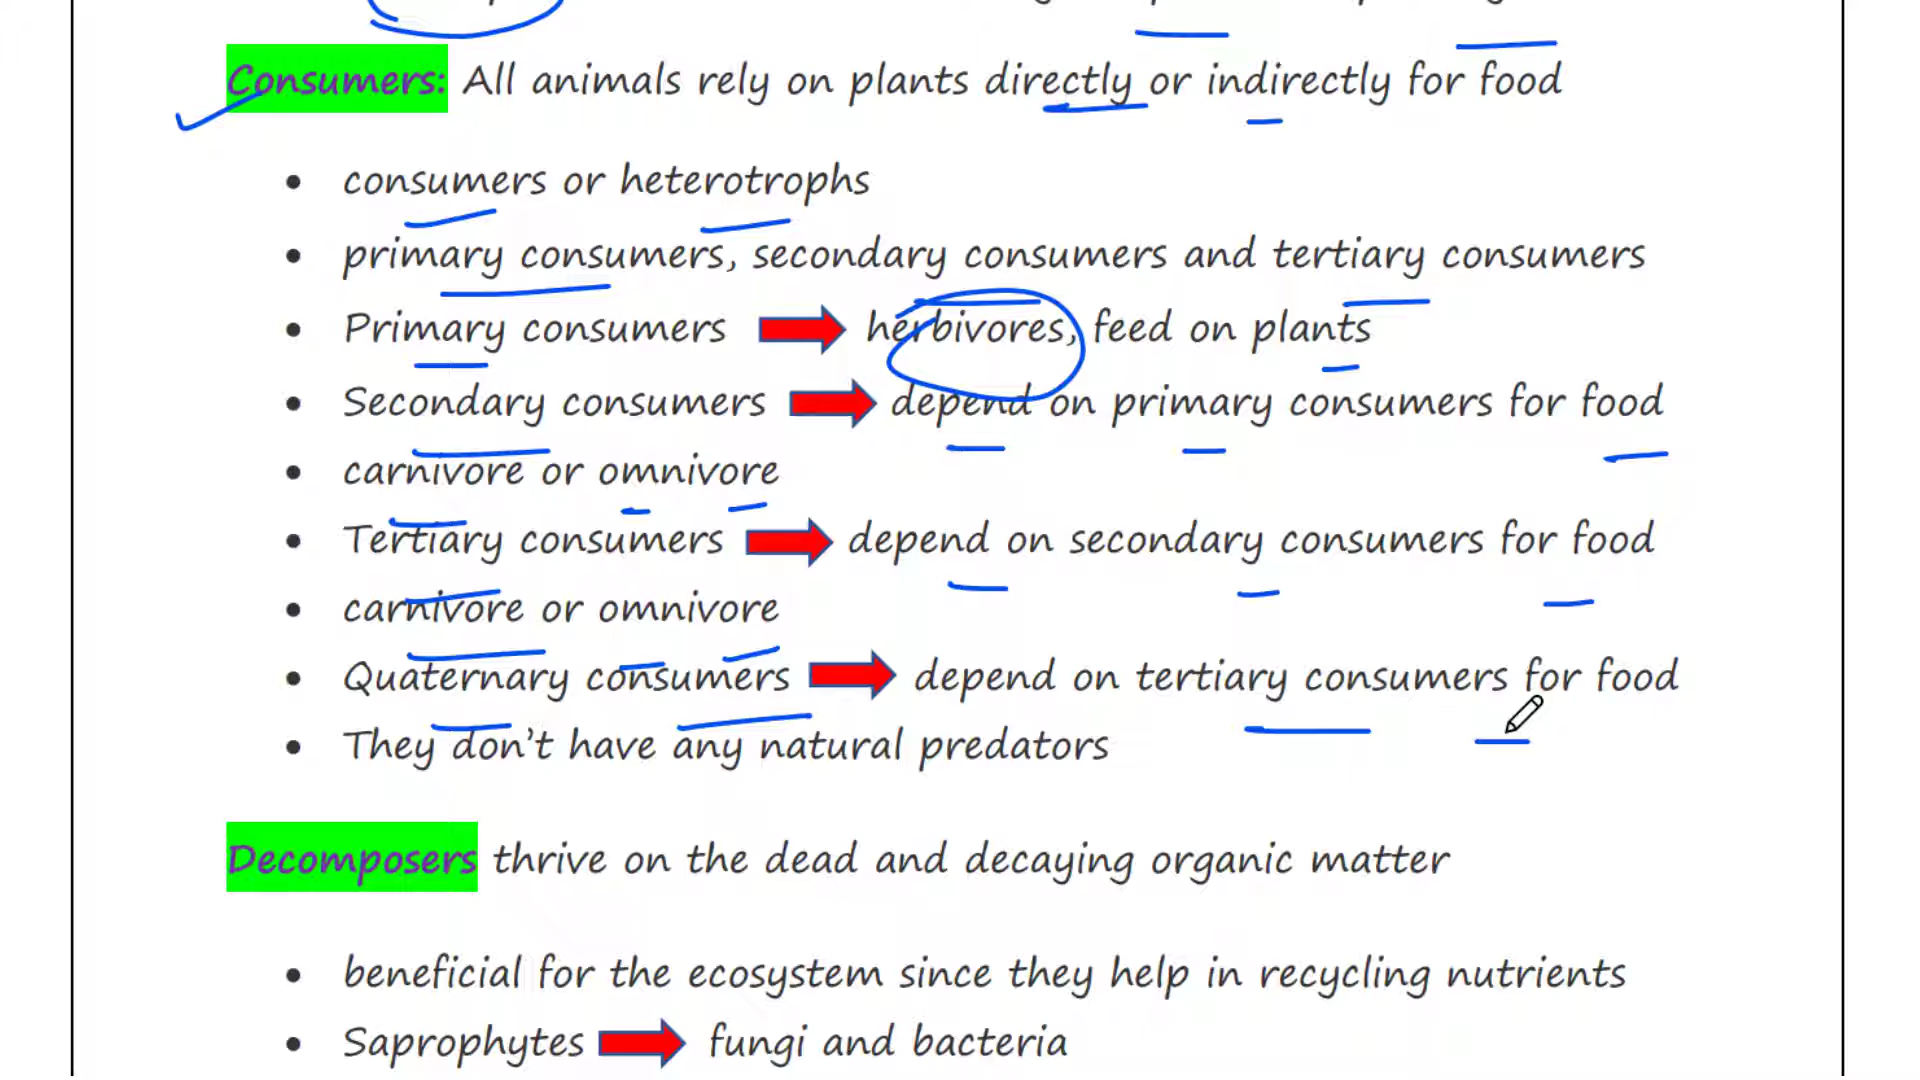 Consumers: All animals rely on plants directly or indirectly for food
• consumers or heterotrophs
• primary consumers, secondary consumers and tertiary consumers
• Primary consumers herbivores, feed on plants
• Secondary consumers depend on primary consumers for food
• carnivore or omnivore
• Tertiary consumers depend on secondary consumers for food
• carnivore or omnivore
• Quaternary consumers depend on tertiary consumers for food
• They don't have any natural predators
Decomposers thrive on the dead and decaying organic matter
• beneficial for the ecosystem since they help in recycling nutrients
• Saprophytes fungi and bacteria